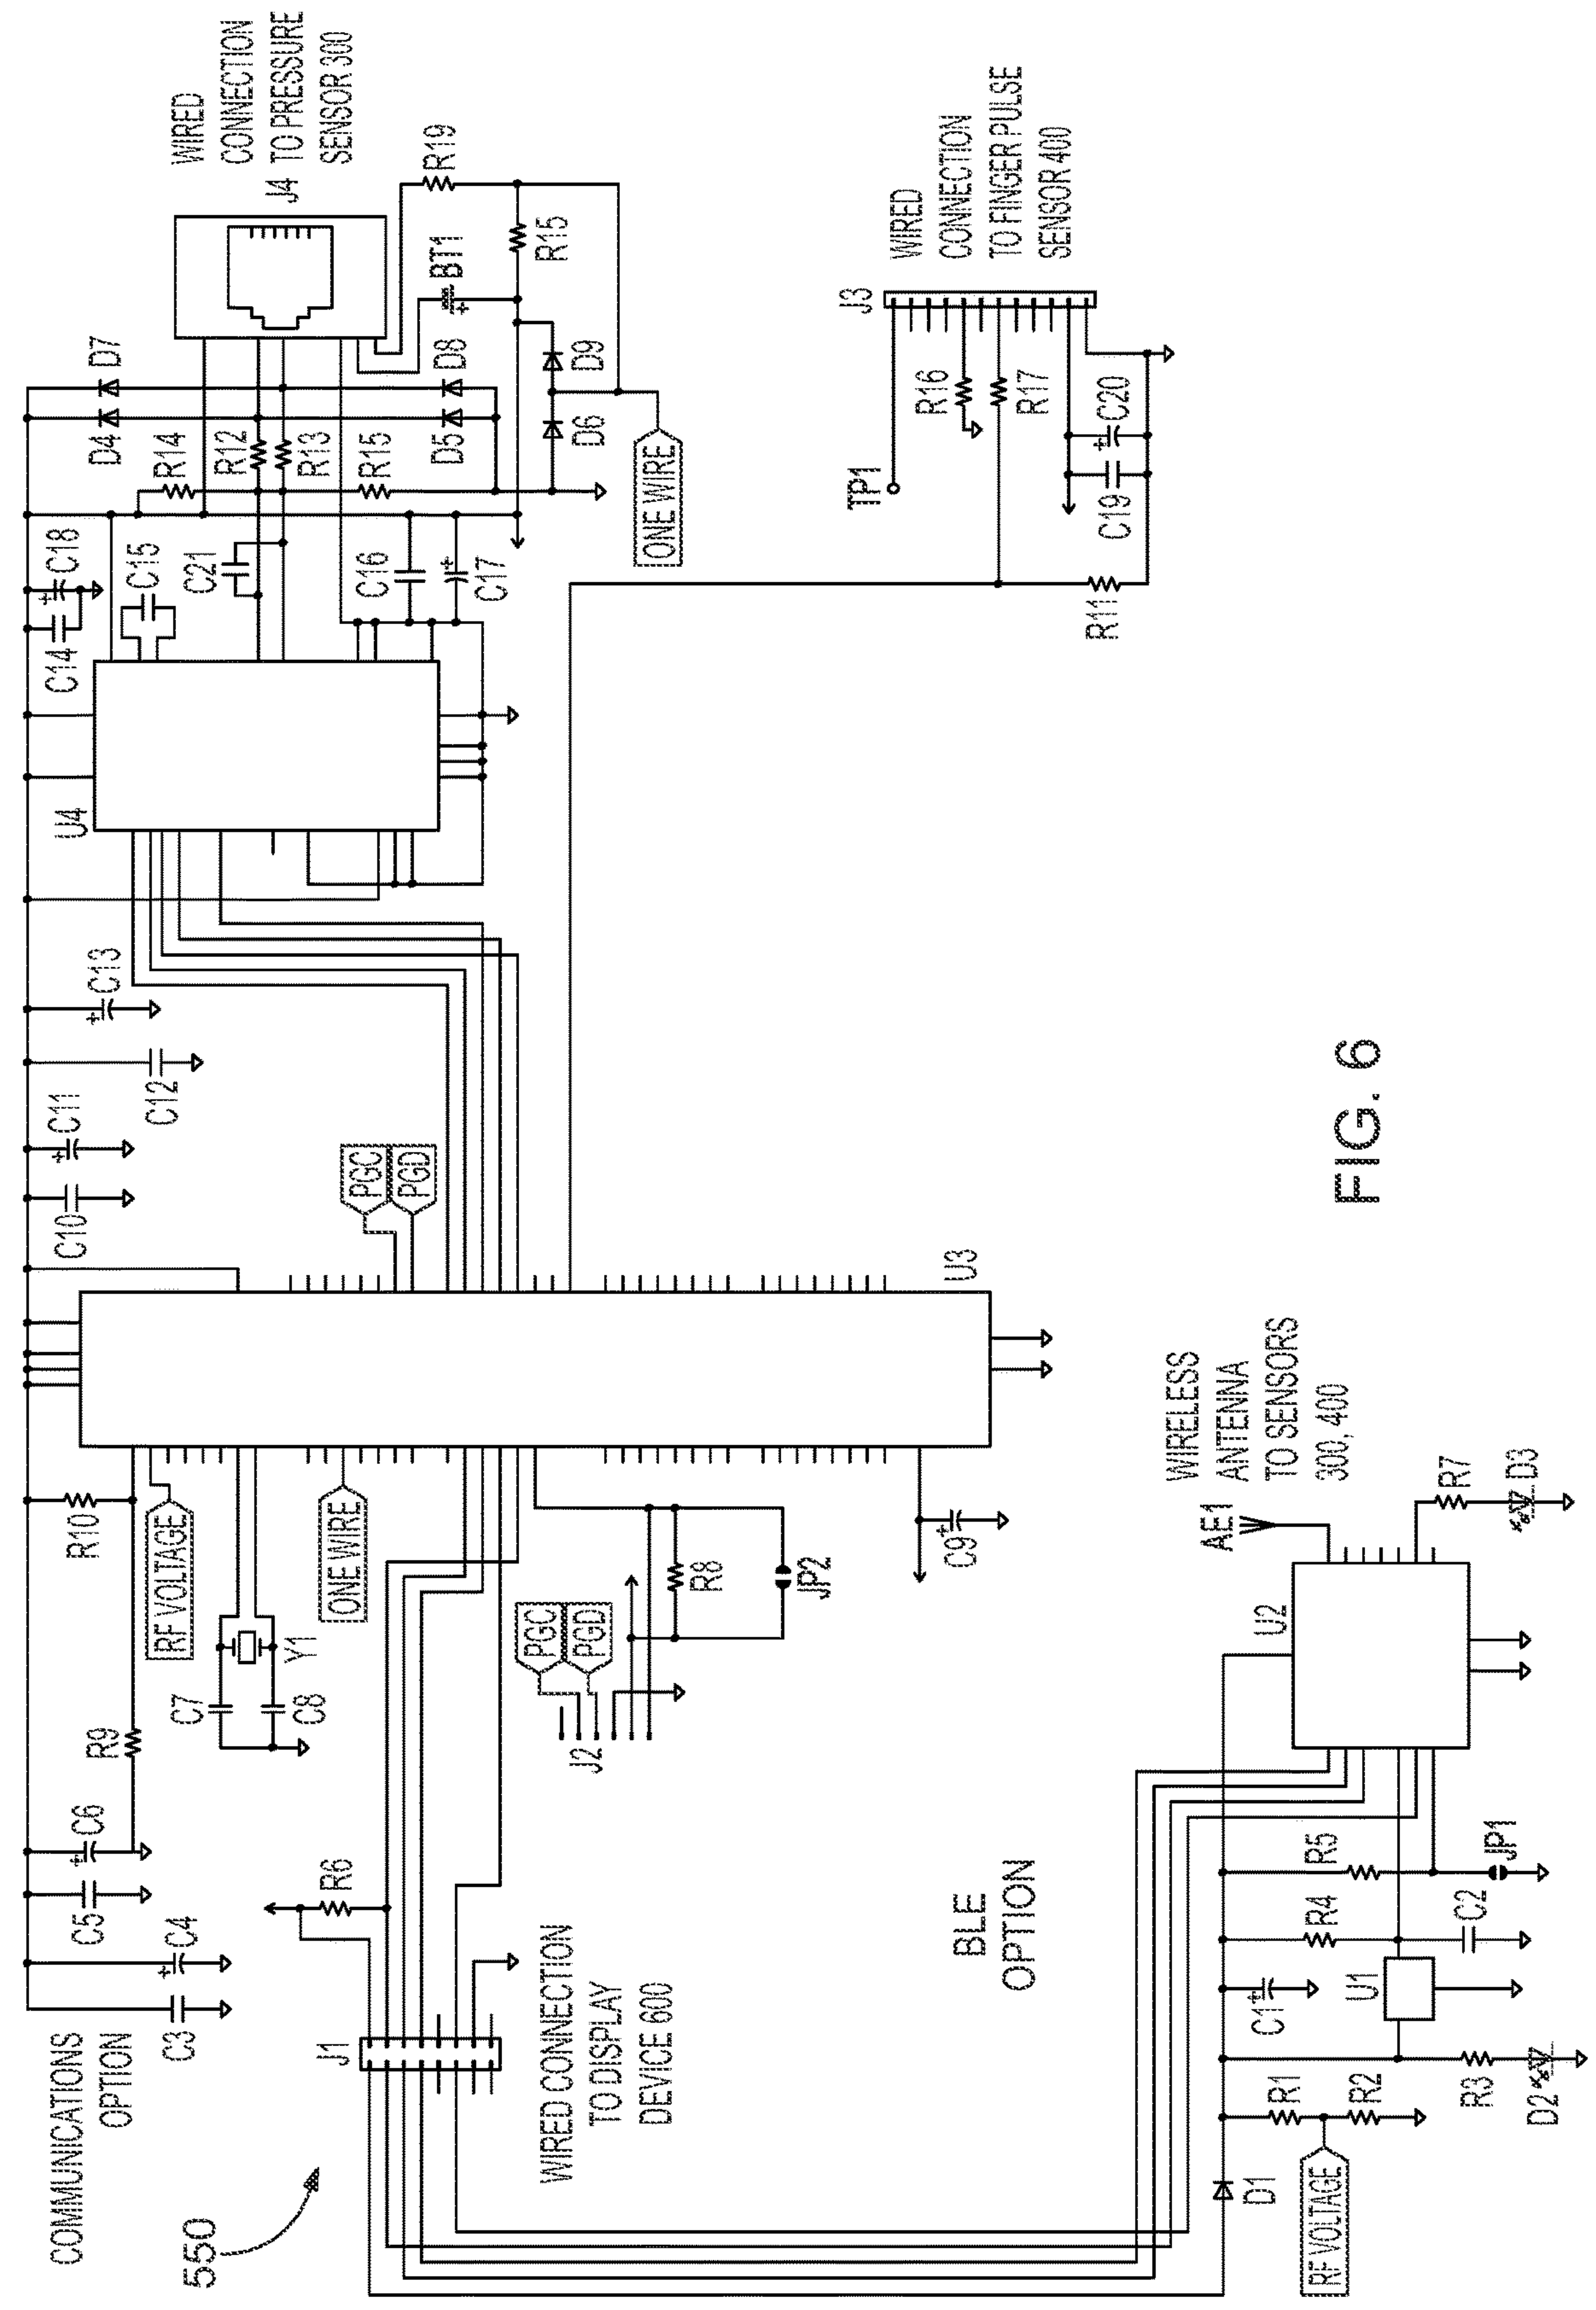 COMMUNICATIONS
OPTION
550
C3
C4
C5
C6
R9
R10
RF VOLTAGE
C7
C8
Y1
ONE WIRE
J1
R6
WIRED CONNECTION
TO DISPLAY
DEVICE 600
J2
PGC
PGD
R8
JP2
C9
U3
PGC
PGD
C10
C11
C12
C13
U4
C14
C18
C15
C21
C16
C17
R14
R12
R13
R15
D4
D7
D5
D8
D6
D9
ONE WIRE
J4
WIRED
CONNECTION
TO PRESSURE
SENSOR 300
BT1
R19
R15
TP1
J3
WIRED
CONNECTION
TO FINGER PULSE
SENSOR 400
R16
R17
C19
C20
R11
BLE
OPTION
RF VOLTAGE
D1
R1
R2
R3
D2
C1
U1
R4
C2
R5
JP1
U2
AE1
WIRELESS
ANTENNA
TO SENSORS
300, 400
R7
D3
FIG. 6